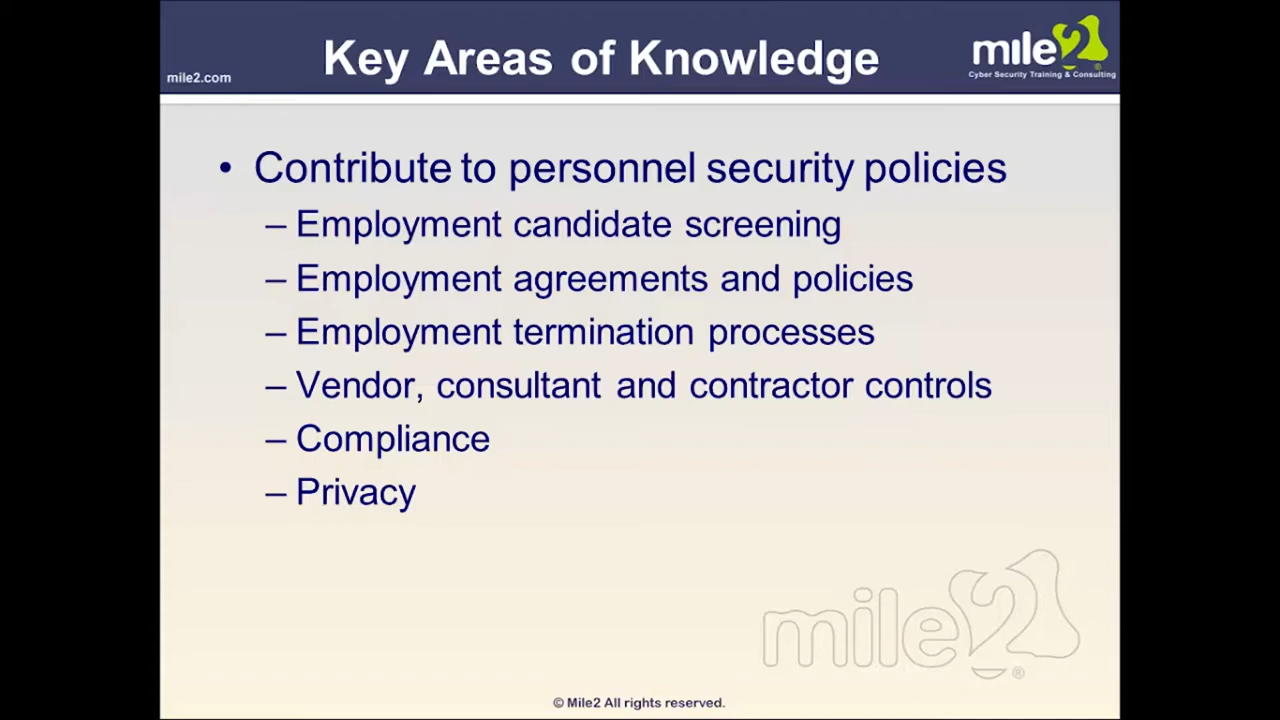 Key Areas of Knowledge
mile2.com
mile2®
Cyber Security Training & Consulting
• Contribute to personnel security policies
– Employment candidate screening
– Employment agreements and policies
– Employment termination processes
– Vendor, consultant and contractor controls
– Compliance
– Privacy
mile2®
© Mile2 All rights reserved.